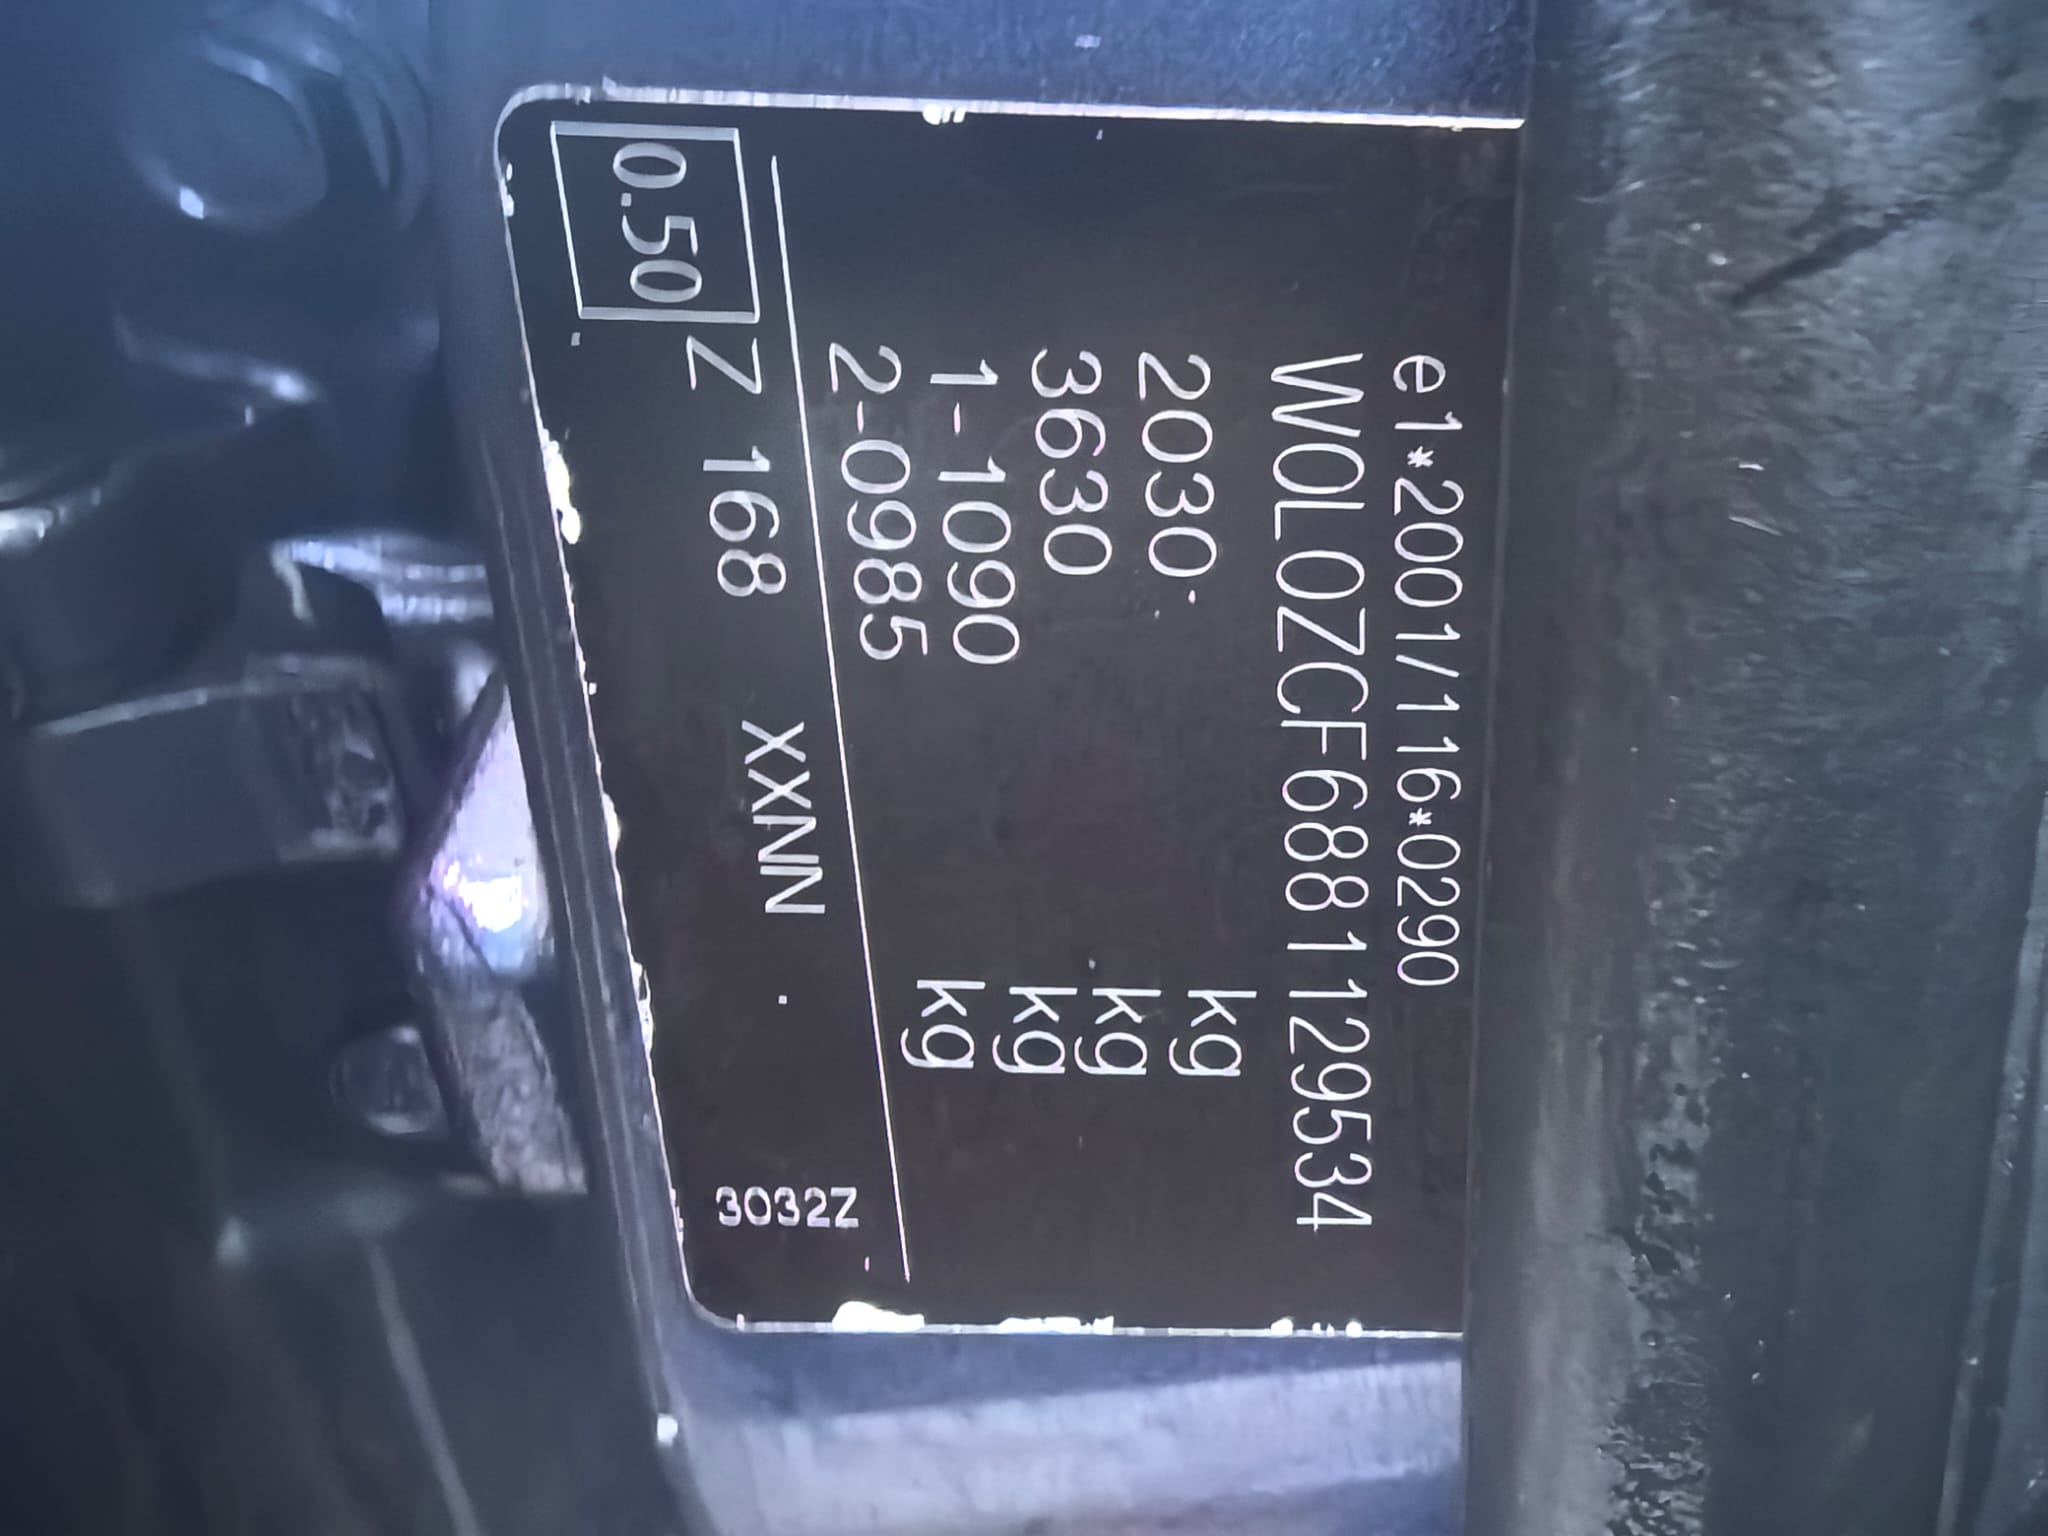 e1*2001/116*0290
W0L0ZCF6881129534
2030 kg
3630 kg
1-1090 kg
2-0985 kg
0.50 Z 168 XXNN
3032Z